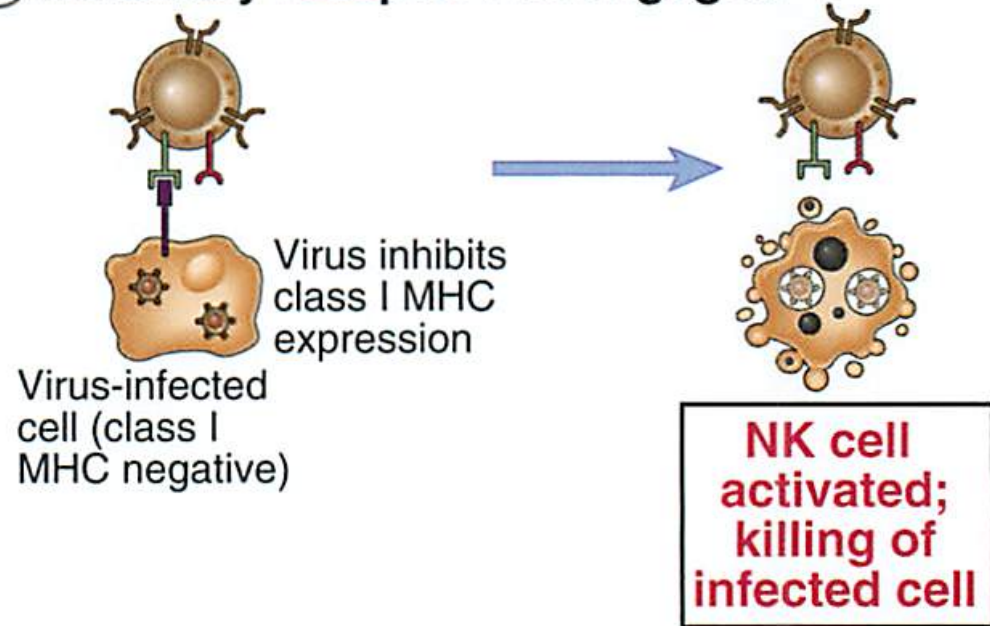 Virus inhibits
class I MHC
expression
Virus-infected
cell (class I
MHC negative)
NK cell
activated;
killing of
infected cell